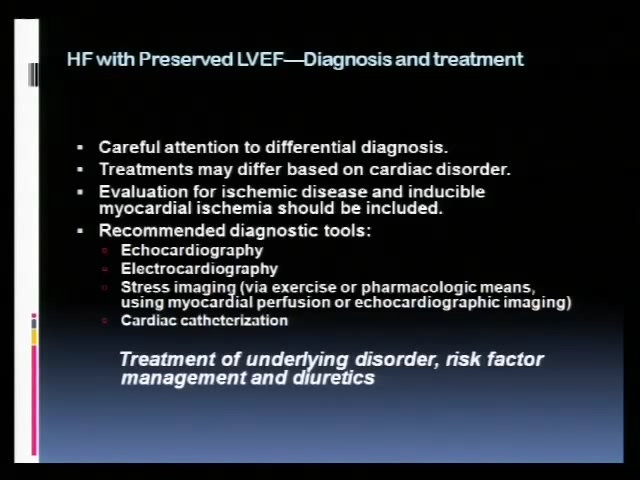 HF with Preserved LVEF—Diagnosis and treatment
Careful attention to differential diagnosis.
Treatments may differ based on cardiac disorder.
Evaluation for ischemic disease and inducible
myocardial ischemia should be included.
Recommended diagnostic tools:
Echocardiography
Electrocardiography
Stress imaging (via exercise or pharmacologic means,
using myocardial perfusion or echocardiographic imaging)
Cardiac catheterization
Treatment of underlying disorder, risk factor
management and diuretics